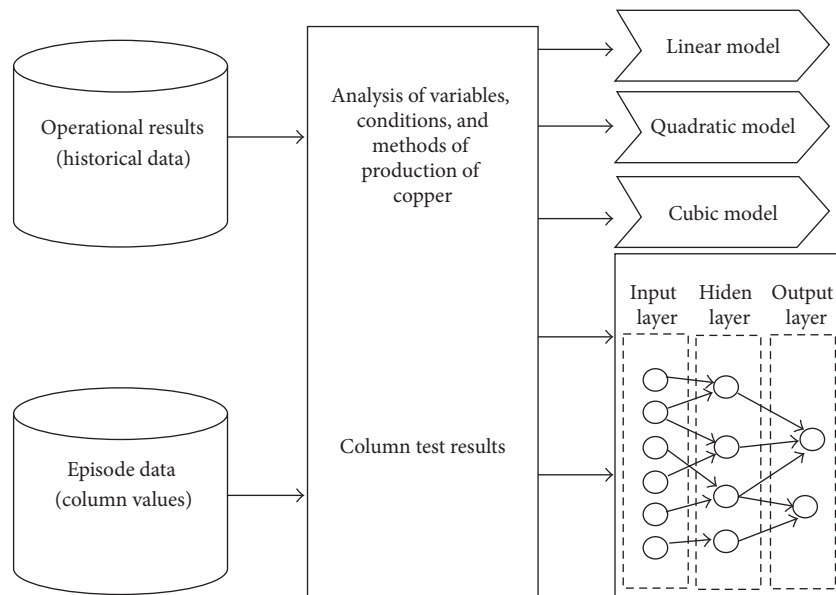 Operational results
(historical data)
Episode data
(column values)
Analysis of variables,
conditions, and
methods of
production of
copper
Column test results
Linear model
Quadratic model
Cubic model
Input
layer
Hiden
layer
Output
layer